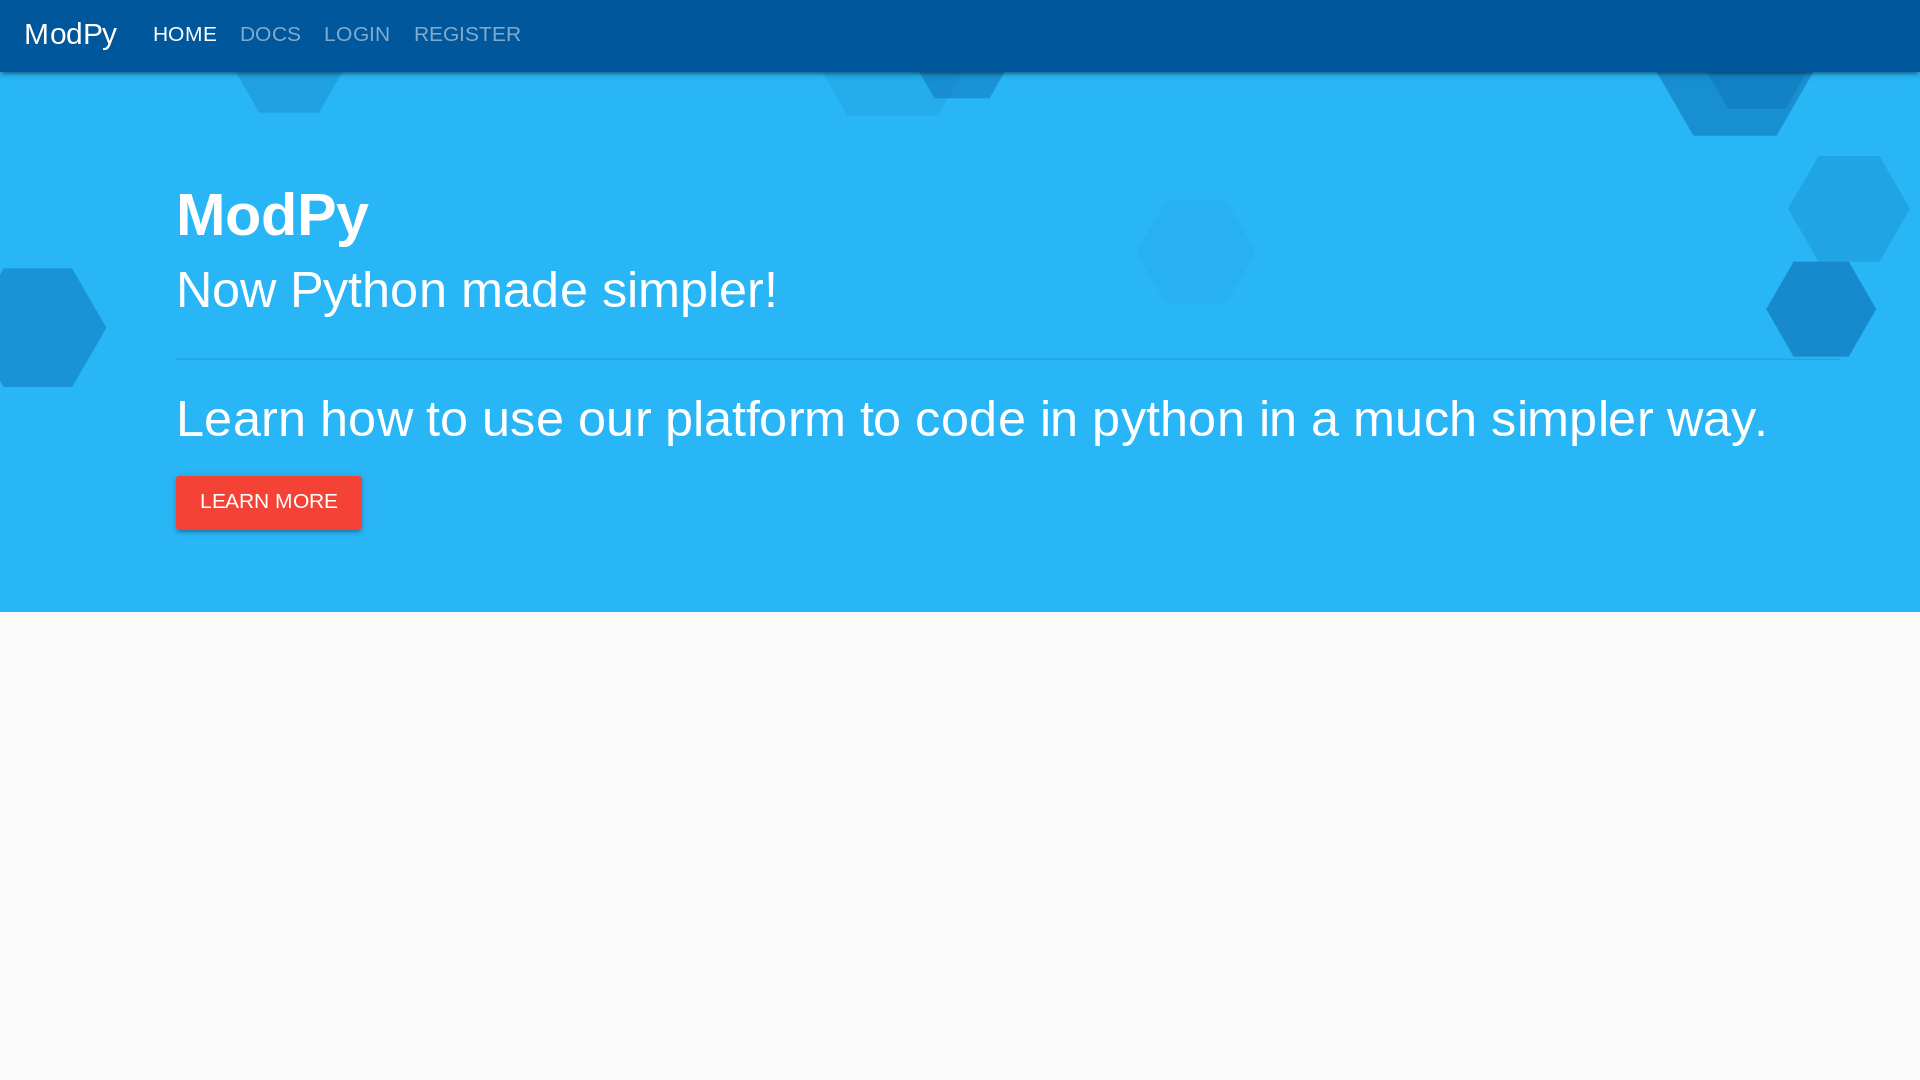 ModPy HOME DOCS LOGIN REGISTER
ModPy
Now Python made simpler!
Learn how to use our platform to code in python in a much simpler way.
LEARN MORE